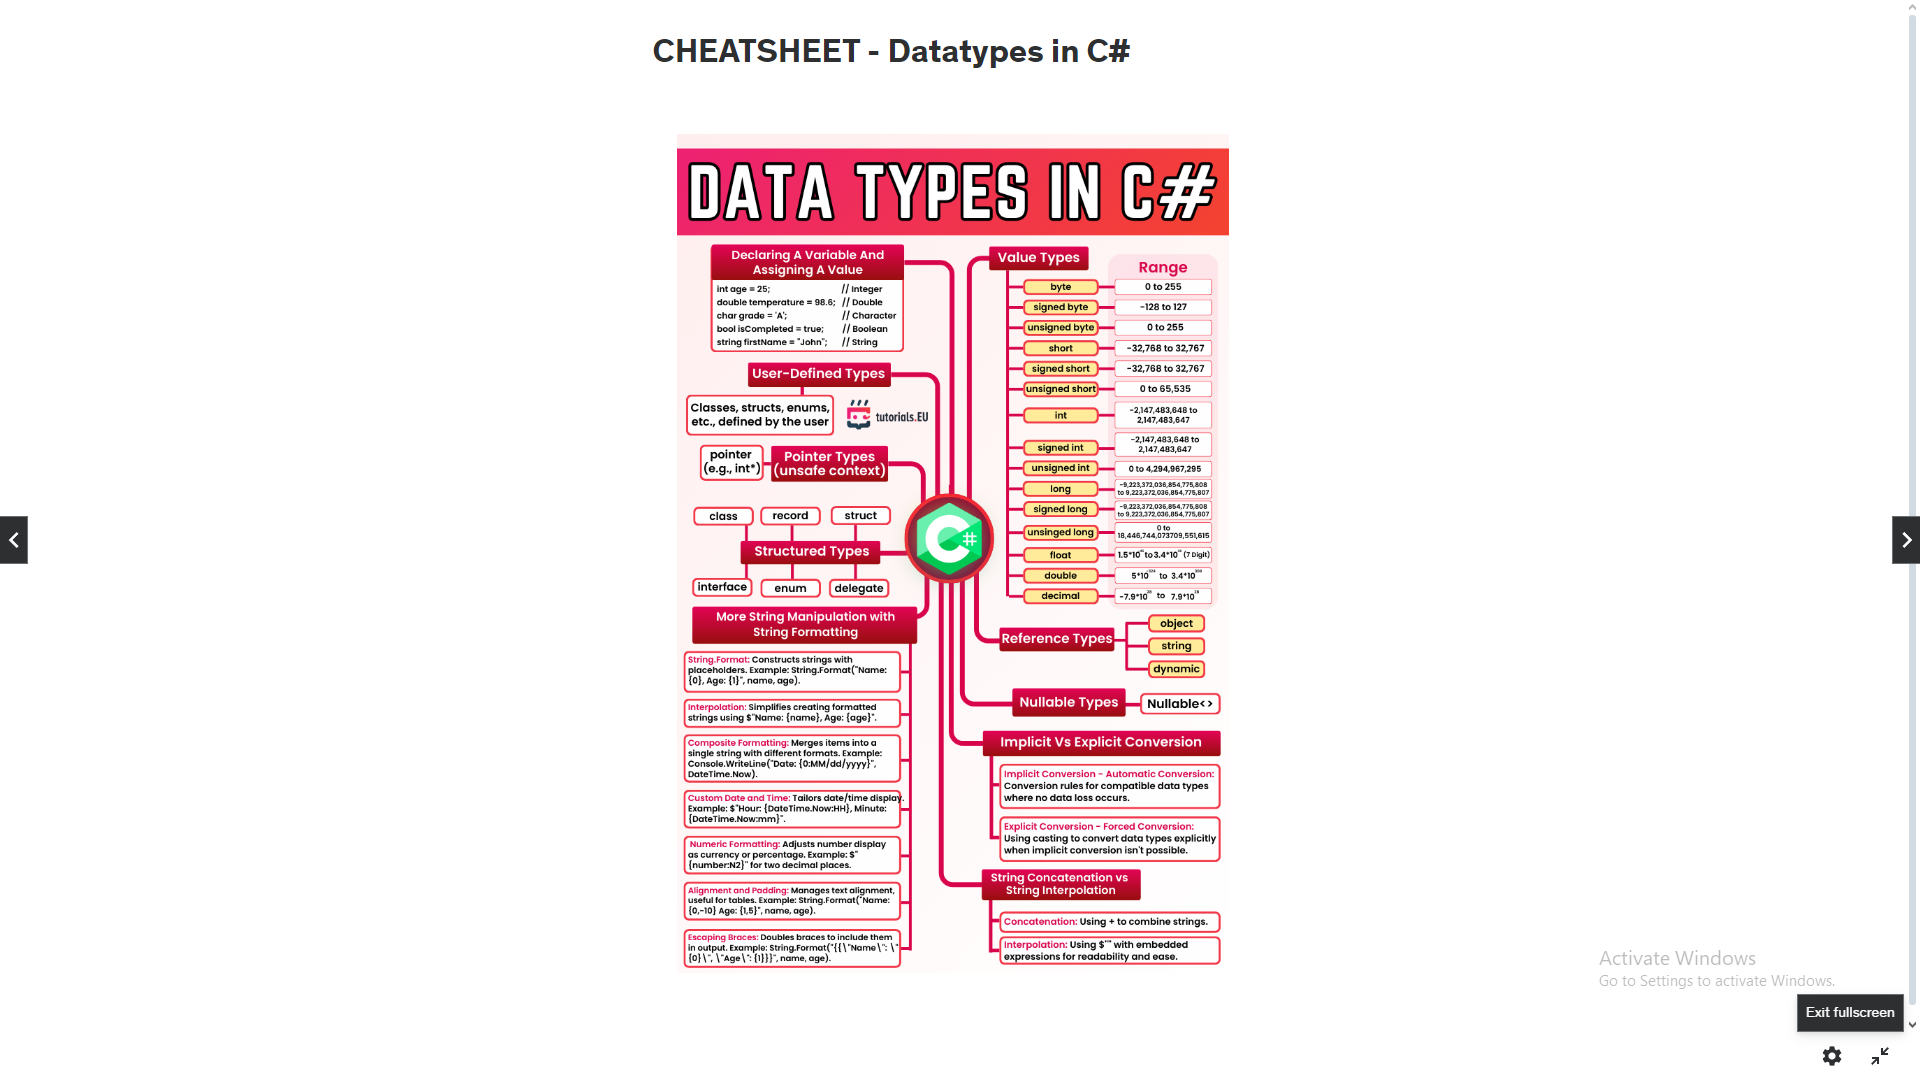 CHEATSHEET - Datatypes in C#
DATA TYPES IN C#
Declaring A Variable And
Assigning A Value
int age = 25; // Integer
double temperature = 98.6; // Double
char grade = 'A'; // Character
bool isCompleted = true; // Boolean
string firstName = "John"; // String
User-Defined Types
Classes, structs, enums,
etc., defined by the user
tutorials.EU
pointer
(e.g., int*)
Pointer Types
(unsafe context)
class
record
struct
Structured Types
interface
enum
delegate
More String Manipulation with
String Formatting
String.Format: Constructs strings with
placeholders. Example: String.Format("Name:
{0}, Age: {1}", name, age).
Interpolation: Simplifies creating formatted
strings using $"Name: {name}, Age: {age}".
Composite Formatting: Merges items into a
single string with different formats. Example:
Console.WriteLine("Date: {0:MM/dd/yyyy}",
DateTime.Now).
Custom Date and Time: Tailors date/time display.
Example: $"Hour: {DateTime.Now:HH}, Minute:
{DateTime.Now:mm}".
Numeric Formatting: Adjusts number display
as currency or percentage. Example: $"
{number:N2}" for two decimal places.
Alignment and Padding: Manages text alignment,
useful for tables. Example: String.Format("Name:
{0,-10} Age: {1,5}", name, age).
Escaping Braces: Doubles braces to include them
in output. Example: String.Format("{{\"Name\": \"
{0}\", \"Age\": {1}}}", name, age).
C#
Value Types
Range
byte 0 to 255
signed byte -128 to 127
unsigned byte 0 to 255
short -32,768 to 32,767
signed short -32,768 to 32,767
unsigned short 0 to 65,535
int -2,147,483,648 to
2,147,483,647
signed int -2,147,483,648 to
2,147,483,647
unsigned int 0 to 4,294,967,295
long -9,223,372,036,854,775,808
to 9,223,372,036,854,775,807
signed long -9,223,372,036,854,775,808
to 9,223,372,036,854,775,807
unsinged long 0 to
18,446,744,073709,551,615
float 1.5*10 to 3.4*10 (7 Digit)
double 5*10 to 3.4*10
decimal -7.9*10 to 7.9*10
Reference Types
object
string
dynamic
Nullable Types
Nullable<>
Implicit Vs Explicit Conversion
Implicit Conversion - Automatic Conversion:
Conversion rules for compatible data types
where no data loss occurs.
Explicit Conversion - Forced Conversion:
Using casting to convert data types explicitly
when implicit conversion isn't possible.
String Concatenation vs
String Interpolation
Concatenation: Using + to combine strings.
Interpolation: Using $"" with embedded
expressions for readability and ease.
Activate Windows
Go to Settings to activate Windows.
Exit fullscreen